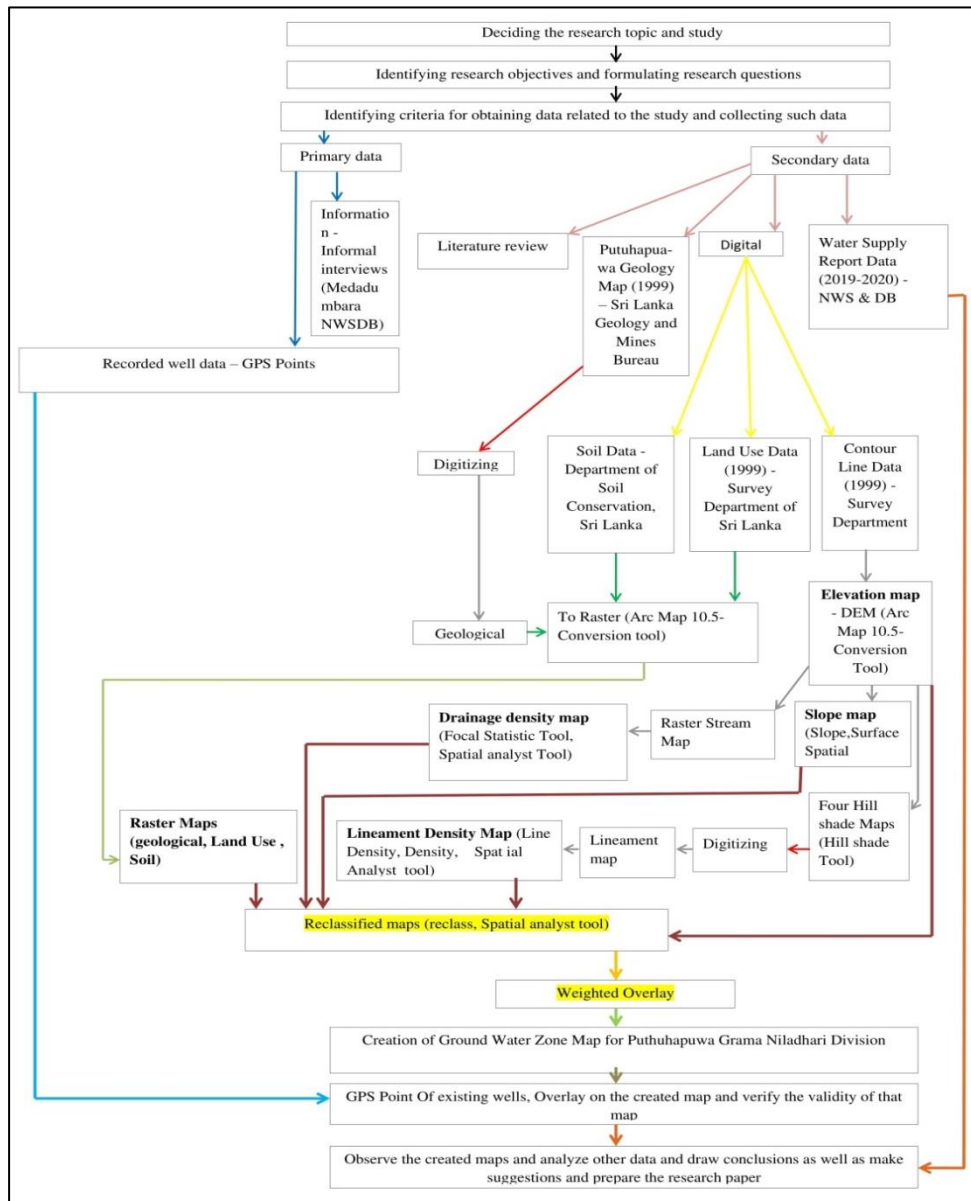 Deciding the research topic and study
Identifying research objectives and formulating research questions
Identifying criteria for obtaining data related to the study and collecting such data
Primary data
Secondary data
Informatio
n -
Informal
interviews
(Medadu
mbara
NWSDB)
Literature review
Putuhapua-
wa Geology
Map (1999)
– Sri Lanka
Geology and
Mines
Bureau
Digital
Water Supply
Report Data
(2019-2020) -
NWS & DB
Recorded well data – GPS Points
Digitizing
Soil Data -
Department of
Soil
Conservation,
Sri Lanka
Land Use Data
(1999) -
Survey
Department of
Sri Lanka
Contour
Line Data
(1999) -
Survey
Department
Geological
To Raster (Arc Map 10.5-
Conversion tool)
Elevation map
- DEM (Arc
Map 10.5-
Conversion
Tool)
Drainage density map
(Focal Statistic Tool,
Spatial analyst Tool)
Raster Stream
Map
Slope map
(Slope,Surface
Spatial
Raster Maps
(geological, Land Use ,
Soil)
Lineament Density Map (Line
Density, Density, Spat ial
Analyst tool)
Lineament
map
Digitizing
Four Hill
shade Maps
(Hill shade
Tool)
Reclassified maps (reclass, Spatial analyst tool)
Weighted Overlay
Creation of Ground Water Zone Map for Puthuhapuwa Grama Niladhari Division
GPS Point Of existing wells, Overlay on the created map and verify the validity of that
map
Observe the created maps and analyze other data and draw conclusions as well as make
suggestions and prepare the research paper